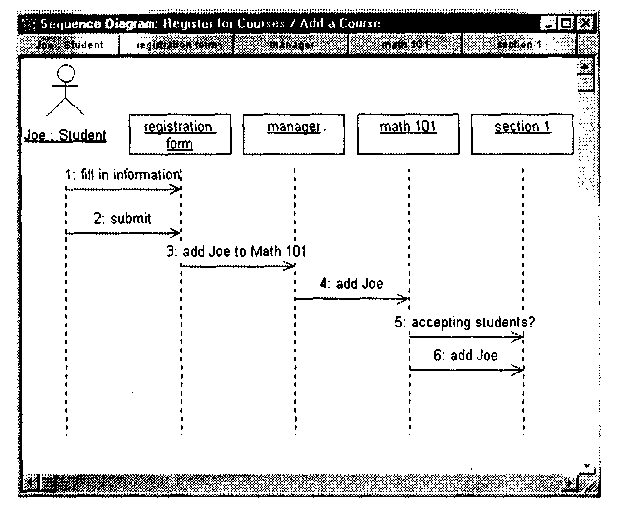 Sequence Diagram: Register for Courses / Add a Course
Joe : Student registration form manager math 101 section 1
Joe : Student
registration
form
manager
math 101
section 1
1: fill in information
2: submit
3: add Joe to Math 101
4: add Joe
5: accepting students?
6: add Joe